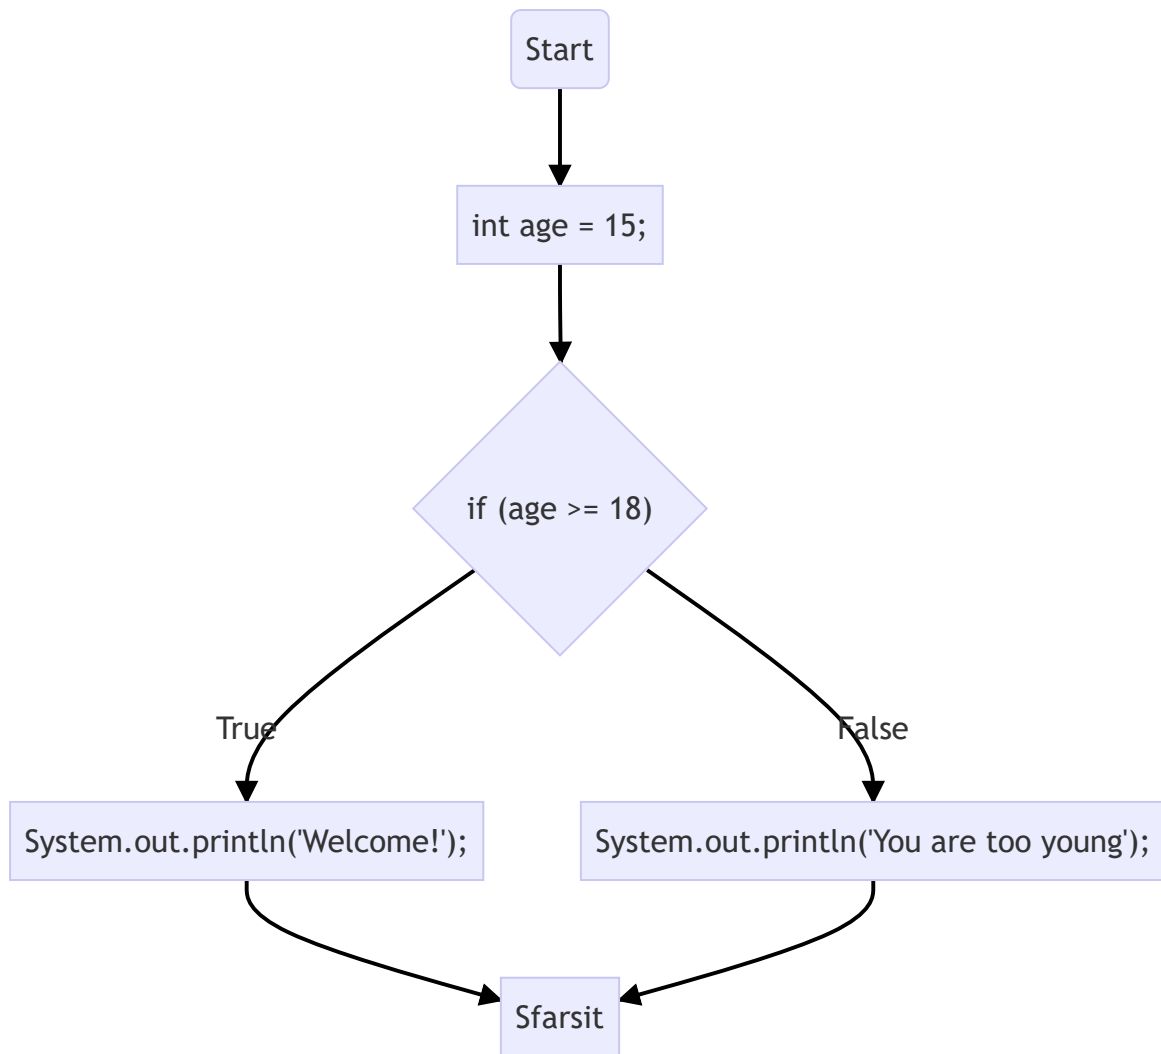 Start
int age = 15;
if (age >= 18)
True
False
System.out.println('Welcome!');
System.out.println('You are too young');
Sfarsit